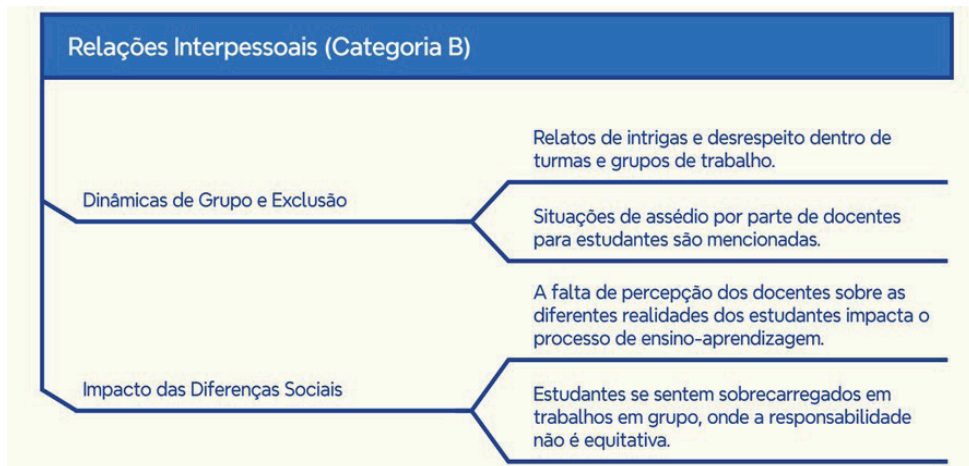 Relações Interpessoais (Categoria B)
Relatos de intrigas e desrespeito dentro de
turmas e grupos de trabalho.
Dinâmicas de Grupo e Exclusão
Situações de assédio por parte de docentes
para estudantes são mencionadas.
A falta de percepção dos docentes sobre as
diferentes realidades dos estudantes impacta o
processo de ensino-aprendizagem.
Impacto das Diferenças Sociais
Estudantes se sentem sobrecarregados em
trabalhos em grupo, onde a responsabilidade
não é equitativa.